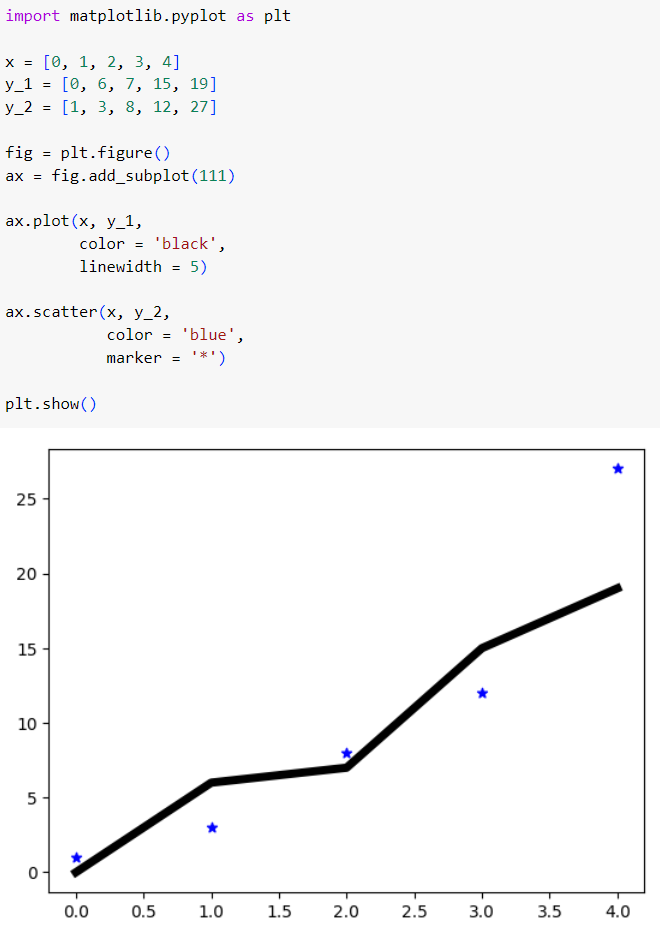 import matplotlib.pyplot as plt
x = [0, 1, 2, 3, 4]
y_1 = [0, 6, 7, 15, 19]
y_2 = [1, 3, 8, 12, 27]
fig = plt.figure()
ax = fig.add_subplot(111)
ax.plot(x, y_1,
        color = 'black',
        linewidth = 5)
ax.scatter(x, y_2,
           color = 'blue',
           marker = '*')
plt.show()
25
20
15
10
5
0
0.0 0.5 1.0 1.5 2.0 2.5 3.0 3.5 4.0